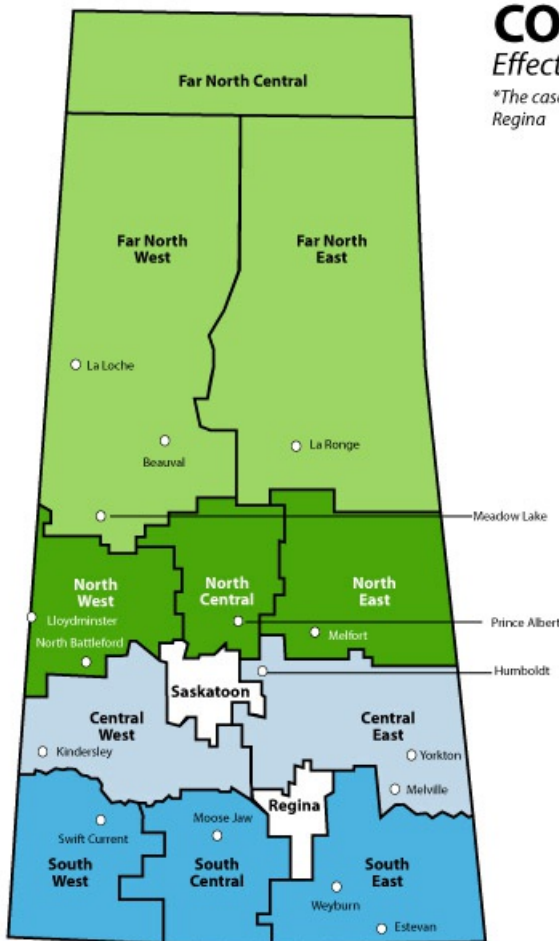 CO
Effect
*The case
Regina
Far North Central
Far North
West
Far North
East
La Loche
Beauval
La Ronge
Meadow Lake
North
West
North
Central
North
East
Lloydminster
Prince Albert
North Battleford
Melfort
Humboldt
Saskatoon
Central
West
Central
East
Kindersley
Yorkton
Melville
Regina
Moose Jaw
Swift Current
South
West
South
Central
South
East
Weyburn
Estevan